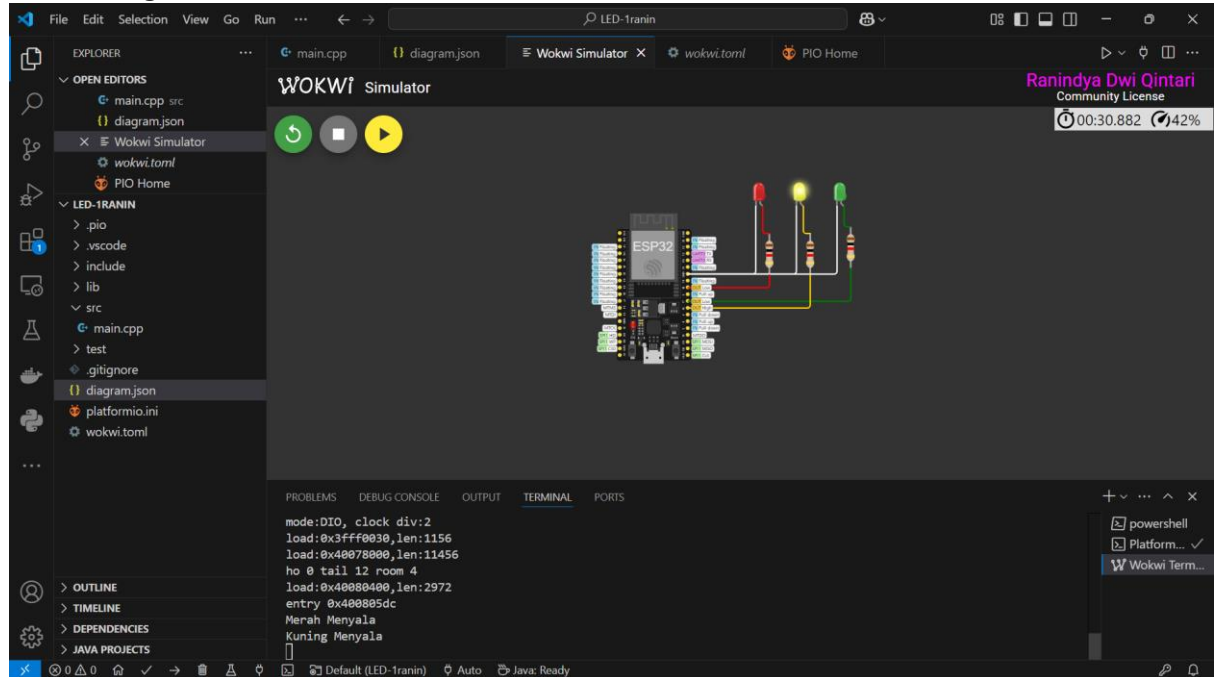 File Edit Selection View Go Run ··· LED-1ranin
EXPLORER ···
OPEN EDITORS
main.cpp src
{} diagram.json
Wokwi Simulator
wokwi.toml
PIO Home
LED-1RANIN
.pio
.vscode
include
lib
src
main.cpp
test
.gitignore
{} diagram.json
platformio.ini
wokwi.toml
OUTLINE
TIMELINE
DEPENDENCIES
JAVA PROJECTS
main.cpp {} diagram.json Wokwi Simulator wokwi.toml PIO Home
WOKWi Simulator
Ranindya Dwi Qintari
Community License
00:30.882 42%
ESP32
PROBLEMS DEBUG CONSOLE OUTPUT TERMINAL PORTS
mode:DIO, clock div:2
load:0x3fff0030,len:1156
load:0x40078000,len:11456
ho 0 tail 12 room 4
load:0x40080400,len:2972
entry 0x400805dc
Merah Menyala
Kuning Menyala
powershell
Platform...
Wokwi Term...
0 0 Default (LED-1ranin) Auto Java: Ready